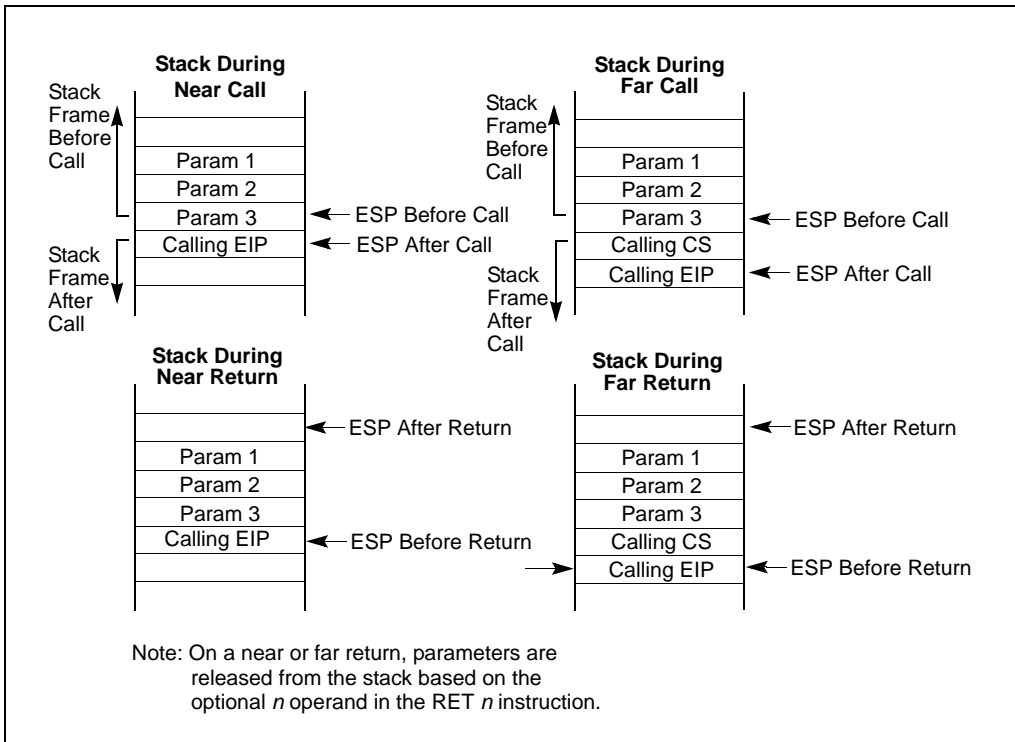 Stack During
Near Call
Stack
Frame
Before
Call
Param 1
Param 2
Param 3
ESP Before Call
Calling EIP
ESP After Call
Stack
Frame
After
Call
Stack During
Far Call
Stack
Frame
Before
Call
Param 1
Param 2
Param 3
ESP Before Call
Calling CS
Calling EIP
ESP After Call
Stack
Frame
After
Call
Stack During
Near Return
ESP After Return
Param 1
Param 2
Param 3
Calling EIP
ESP Before Return
Stack During
Far Return
ESP After Return
Param 1
Param 2
Param 3
Calling CS
Calling EIP
ESP Before Return
Note: On a near or far return, parameters are
released from the stack based on the
optional n operand in the RET n instruction.